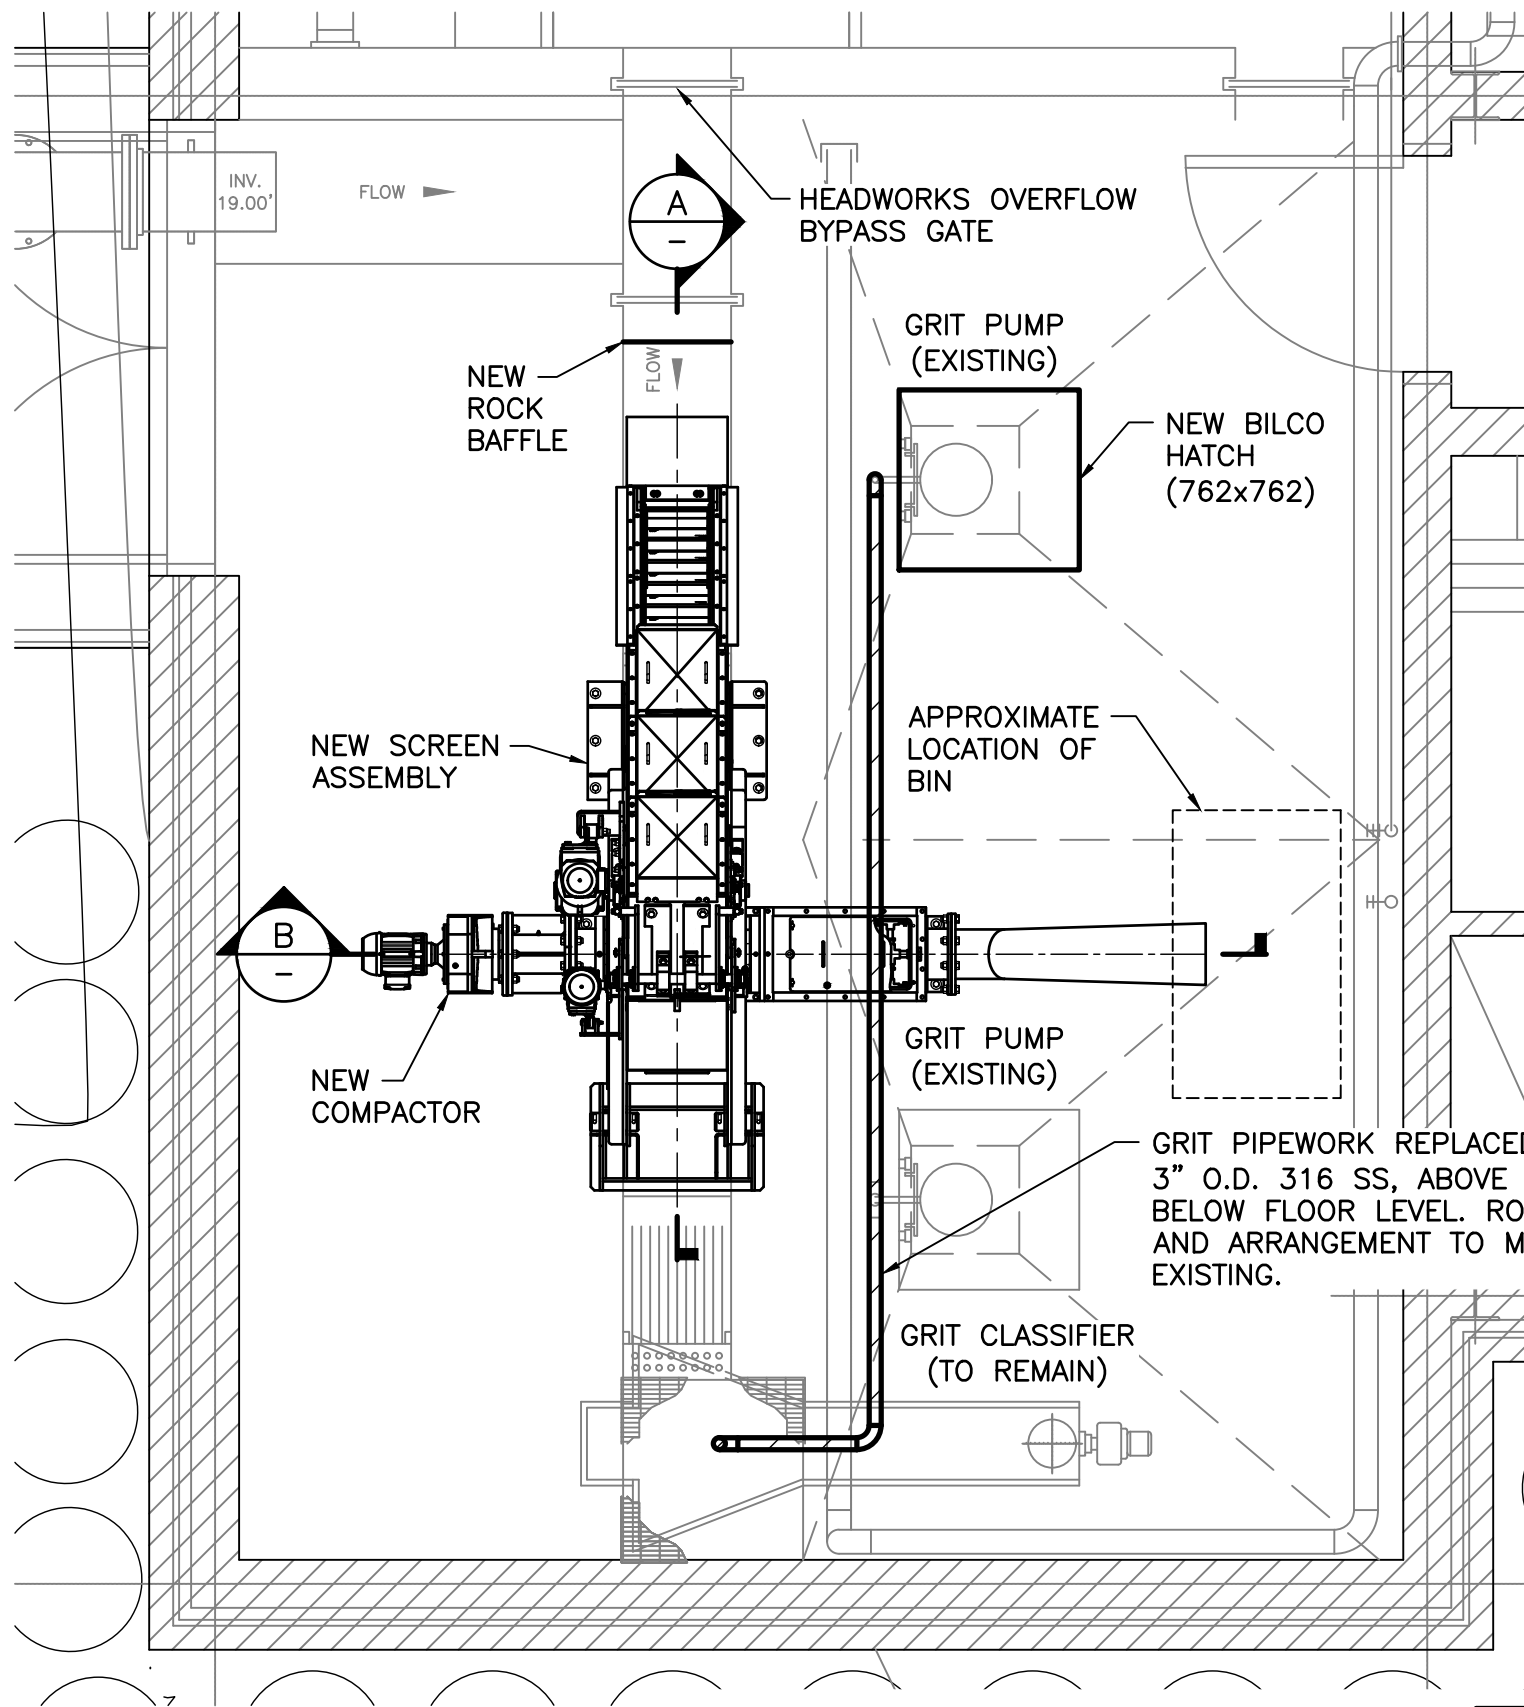 INV.
19.00'
FLOW
A
–
HEADWORKS OVERFLOW
BYPASS GATE
GRIT PUMP
(EXISTING)
FLOW
NEW
ROCK
BAFFLE
NEW BILCO
HATCH
(762x762)
NEW SCREEN
ASSEMBLY
APPROXIMATE
LOCATION OF
BIN
B
–
NEW
COMPACTOR
GRIT PUMP
(EXISTING)
GRIT PIPEWORK REPLACED
3" O.D. 316 SS, ABOVE
BELOW FLOOR LEVEL.
AND ARRANGEMENT TO
EXISTING.
GRIT CLASSIFIER
(TO REMAIN)